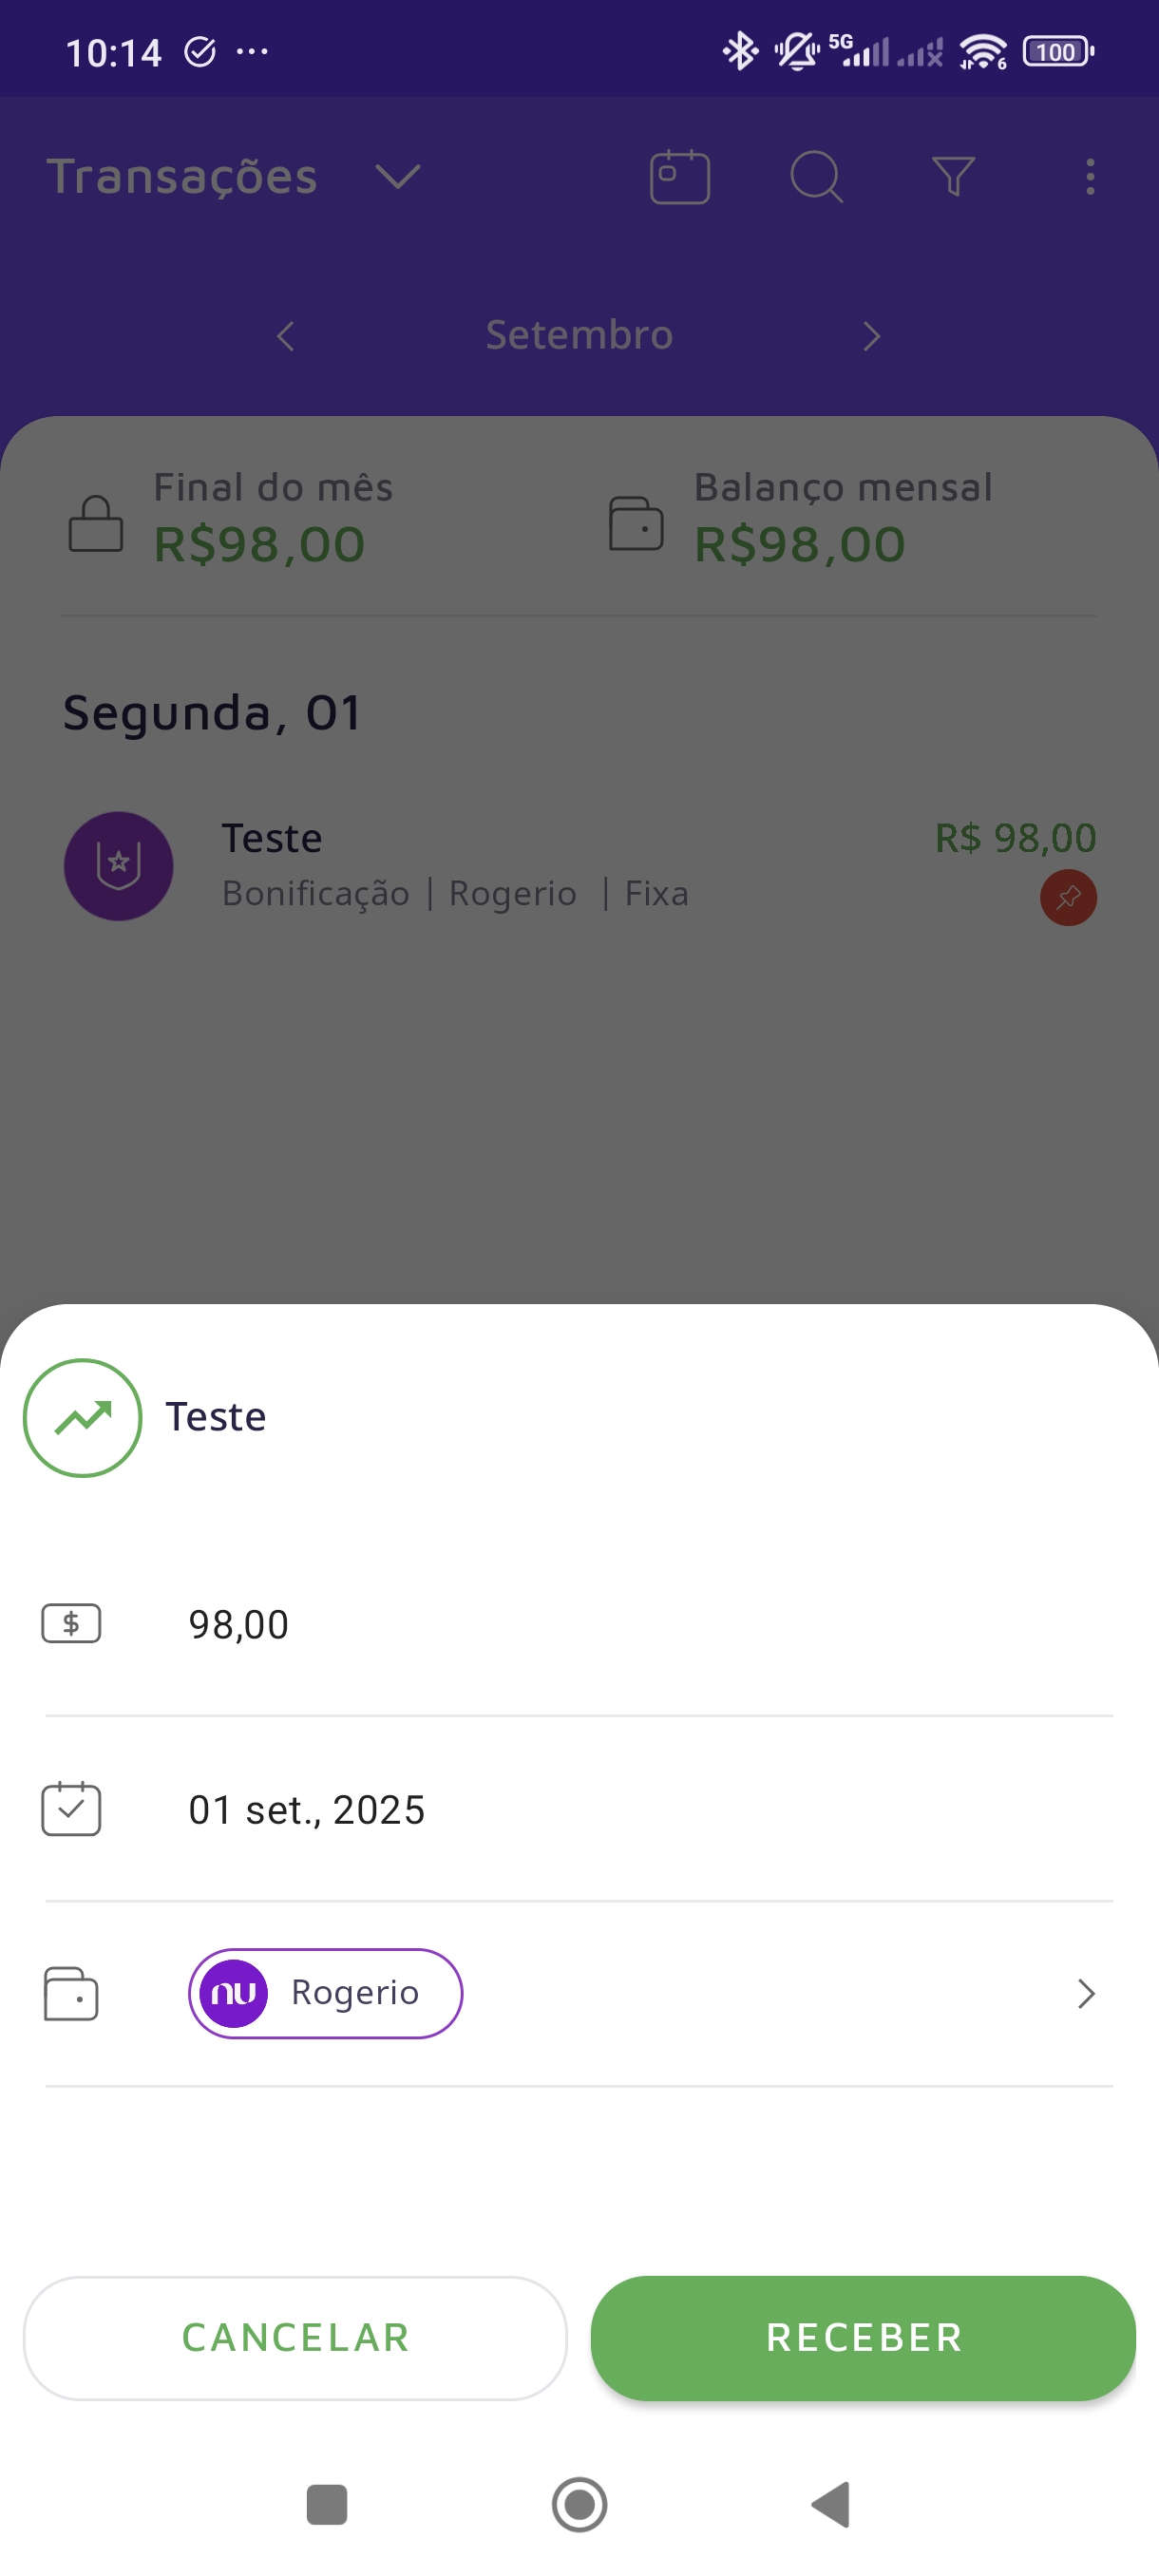 10:14
5G
6
100
Transações
Setembro
Final do mês
R$98,00
Balanço mensal
R$98,00
Segunda, 01
Teste
R$ 98,00
Bonificação | Rogerio | Fixa
Teste
$
98,00
01 set., 2025
nu Rogerio
CANCELAR
RECEBER